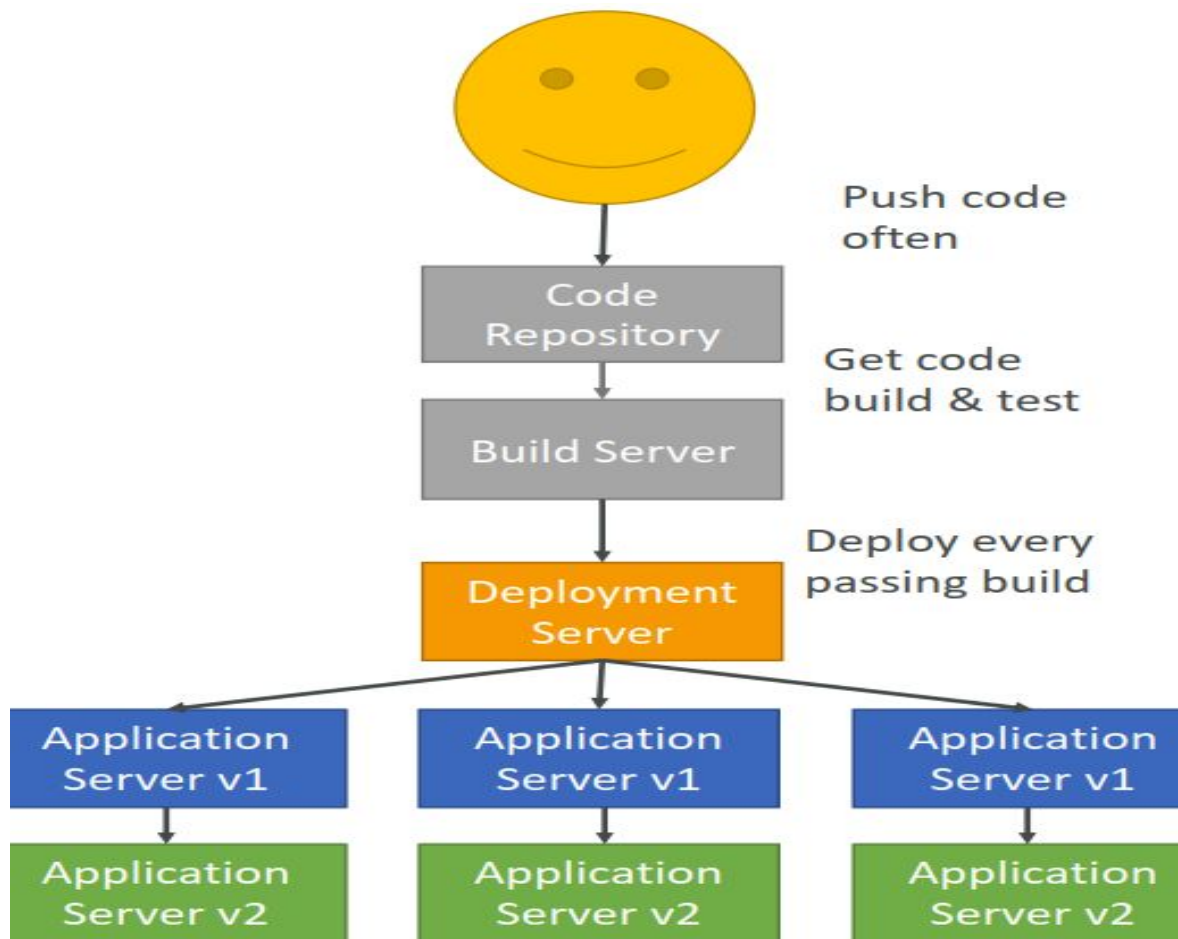 Push code
often
Code
Repository
Get code
build & test
Build Server
Deploy every
passing build
Deployment
Server
Application
Server v1
Application
Server v1
Application
Server v1
Application
Server v2
Application
Server v2
Application
Server v2